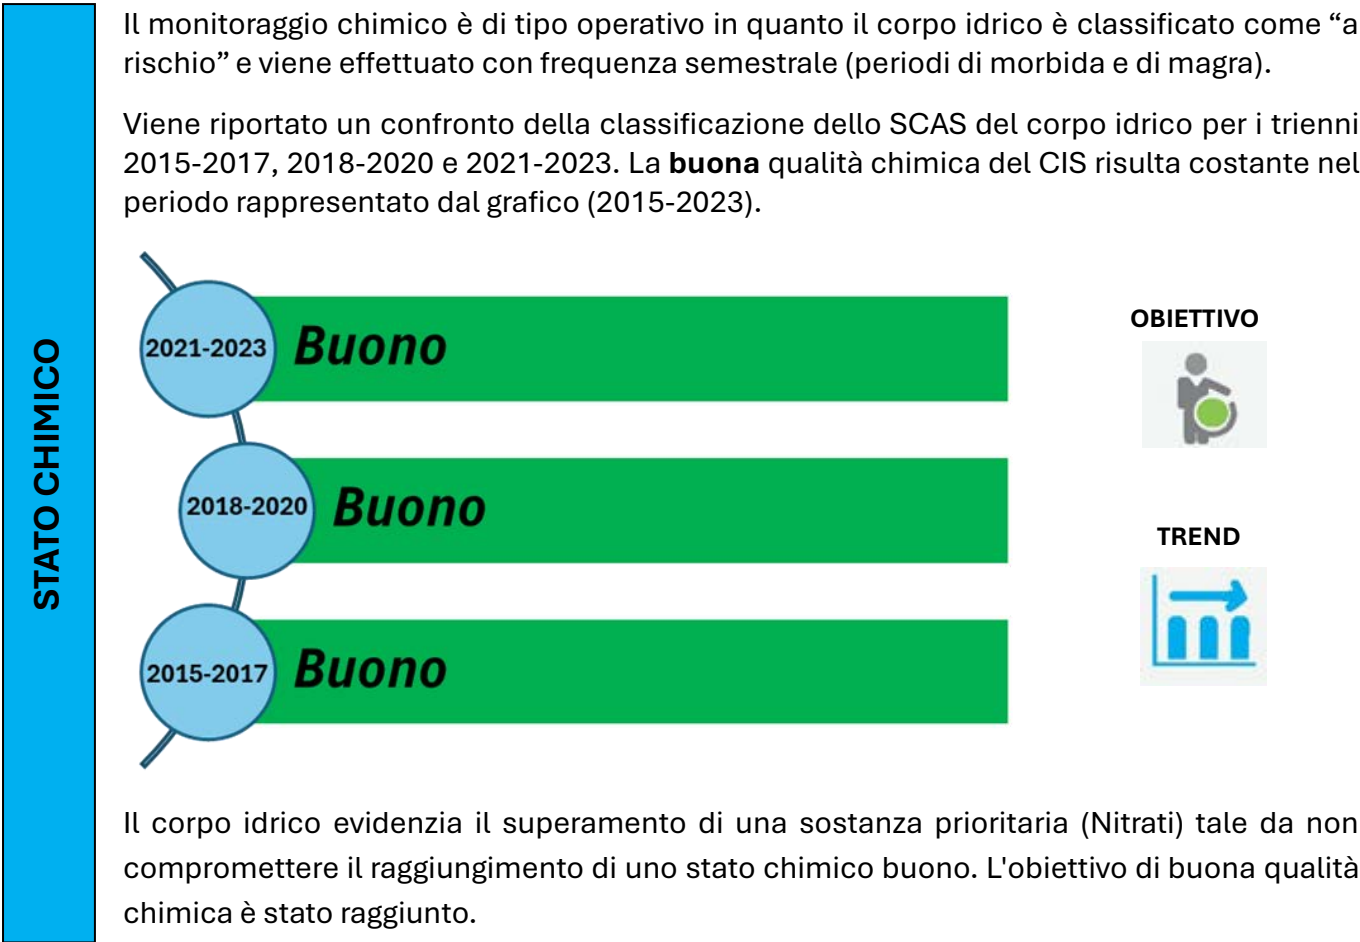 STATO CHIMICO
Il monitoraggio chimico è di tipo operativo in quanto il corpo idrico è classificato come “a
rischio” e viene effettuato con frequenza semestrale (periodi di morbida e di magra).
Viene riportato un confronto della classificazione dello SCAS del corpo idrico per i trienni
2015-2017, 2018-2020 e 2021-2023. La buona qualità chimica del CIS risulta costante nel
periodo rappresentato dal grafico (2015-2023).
2021-2023 Buono
2018-2020 Buono
2015-2017 Buono
OBIETTIVO
TREND
Il corpo idrico evidenzia il superamento di una sostanza prioritaria (Nitrati) tale da non
compromettere il raggiungimento di uno stato chimico buono. L'obiettivo di buona qualità
chimica è stato raggiunto.